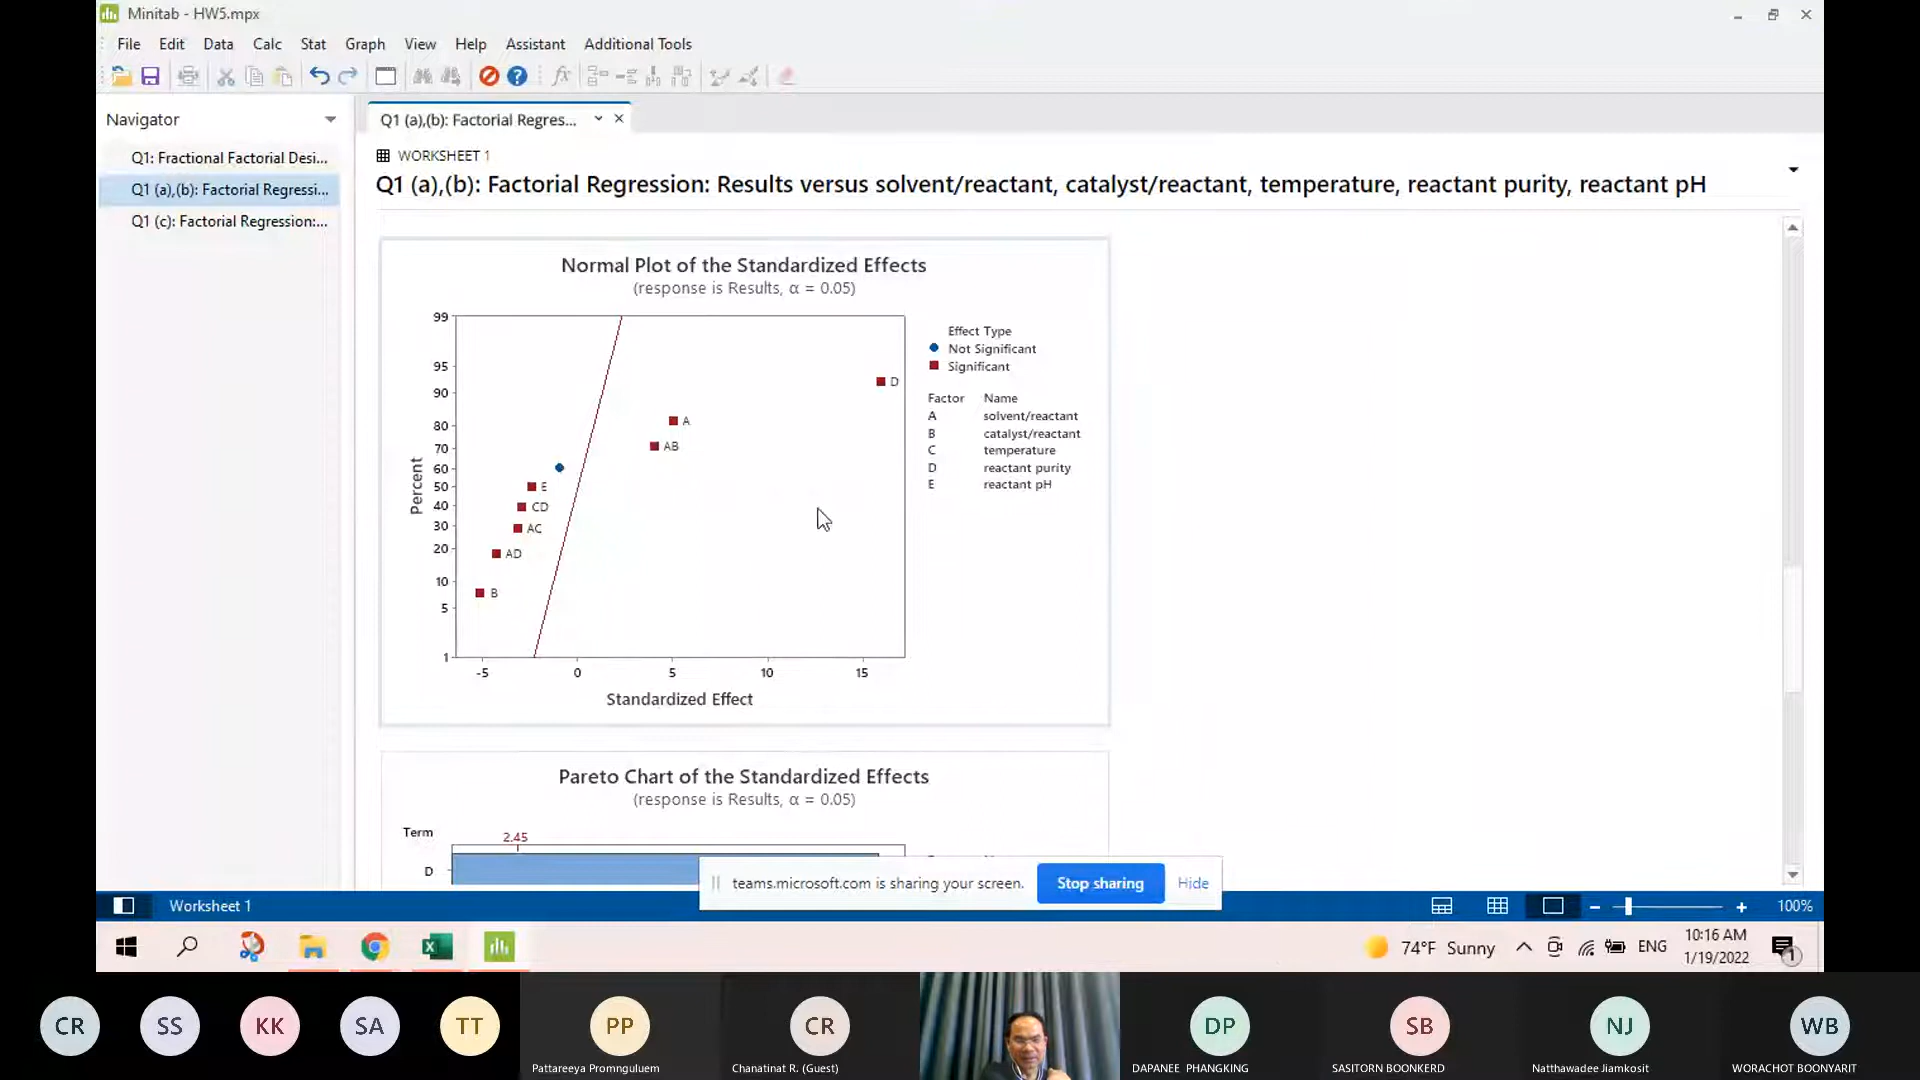 Minitab - HW5.mpx
File Edit Data Calc Stat Graph View Help Assistant Additional Tools
Navigator
Q1: Fractional Factorial Desi...
Q1 (a),(b): Factorial Regressi...
Q1 (c): Factorial Regression:...
Q1 (a),(b): Factorial Regres...
WORKSHEET 1
Q1 (a),(b): Factorial Regression: Results versus solvent/reactant, catalyst/reactant, temperature, reactant purity, reactant pH
Normal Plot of the Standardized Effects
(response is Results, α = 0.05)
99
95
90
80
70
60
50
40
30
20
10
5
1
Percent
D
A
AB
E
CD
AC
AD
B
-5 0 5 10 15
Standardized Effect
Effect Type
Not Significant
Significant
Factor Name
A solvent/reactant
B catalyst/reactant
C temperature
D reactant purity
E reactant pH
Pareto Chart of the Standardized Effects
(response is Results, α = 0.05)
Term
2.45
D
teams.microsoft.com is sharing your screen. Stop sharing Hide
Worksheet 1
100%
74°F Sunny
ENG
10:16 AM
1/19/2022
1
CR SS KK SA TT PP CR DP SB NJ WB
Pattareeya Promnguluem
Chanatinat R. (Guest)
DAPANEE PHANGKING
SASITORN BOONKERD
Natthawadee Jiamkosit
WORACHOT BOONYARIT